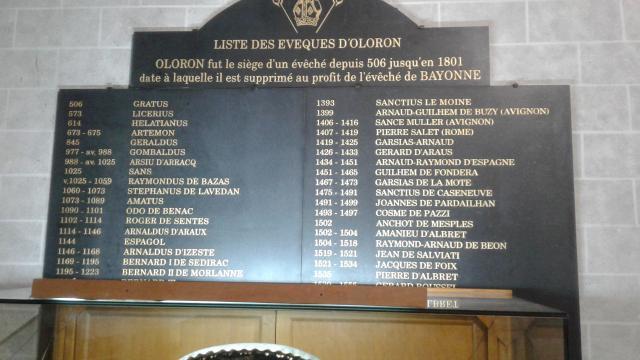 LISTE DES EVEQUES D'OLORON
OLORON fut le siège d'un évêché depuis 506 jusqu'en 1801
date à laquelle il est supprimé au profit de l'évêché de BAYONNE
506 GRATUS
573 LICERIUS
614 HELATIANUS
673 - 675 ARTEMON
845 GERALDUS
977 - av. 988 GOMBALDUS
988 - av. 1025 ARSIU D'ARRACQ
1025 SANS
v.1025 - 1059 RAYMONDUS DE BAZAS
1060 - 1073 STEPHANUS DE LAVEDAN
1073 - 1089 AMATUS
1090 - 1101 ODO DE BENAC
1102 - 1114 ROGER DE SENTES
1114 - 1146 ARNALDUS D'ARAUX
1144 ESPAGOL
1146 - 1168 ARNALDUS D'IZESTE
1169 - 1195 BERNARD I DE SEDIRAC
1195 - 1223 BERNARD II DE MORLANNE
1393 SANCTIUS LE MOINE
1399 ARNAUD-GUILHEM DE BUZY (AVIGNON)
1406 - 1416 SANCE MULLER (AVIGNON)
1407 - 1419 PIERRE SALET (ROME)
1419 - 1425 GARSIAS-ARNAUD
1426 - 1433 GERARD D'ARAUS
1434 - 1451 ARNAUD-RAYMOND D'ESPAGNE
1451 - 1465 GUILHEM DE FONDERA
1467 - 1473 GARSIAS DE LA MOTE
1475 - 1491 SANCTIUS DE CASENEUVE
1491 - 1499 JOANNES DE PARDAILHAN
1493 - 1497 COSME DE PAZZI
1502 ANCHOT DE MESPLES
1502 - 1504 AMANIEU D'ALBRET
1504 - 1518 RAYMOND-ARNAUD DE BEON
1519 - 1521 JEAN DE SALVIATI
1521 - 1534 JACQUES DE FOIX
1535 PIERRE D'ALBRET
GERARD ROUSSEL